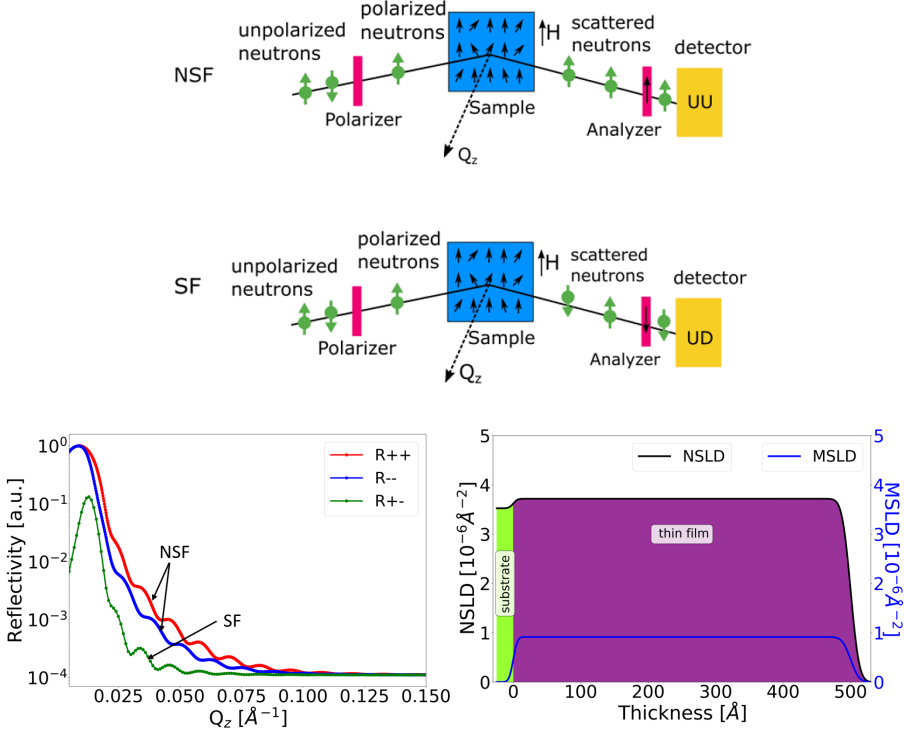 polarized
neutrons
unpolarized
neutrons
H
scattered
neutrons
detector
NSF
UU
Polarizer
Sample
Analyzer
Qz
polarized
neutrons
unpolarized
neutrons
H
scattered
neutrons
detector
SF
UD
Polarizer
Sample
Analyzer
Qz
10⁰
10⁻¹
10⁻²
10⁻³
10⁻⁴
Reflectivity [a.u.]
R++
R--
R+-
NSF
SF
0.025 0.050 0.075 0.100 0.125 0.150
Qz [Å⁻¹]
5
4
3
2
1
0
NSLD [10⁻⁶Å⁻²]
NSLD
MSLD
thin film
substrate
0 100 200 300 400 500
Thickness [Å]
5
4
3
2
1
0
MSLD [10⁻⁶Å⁻²]